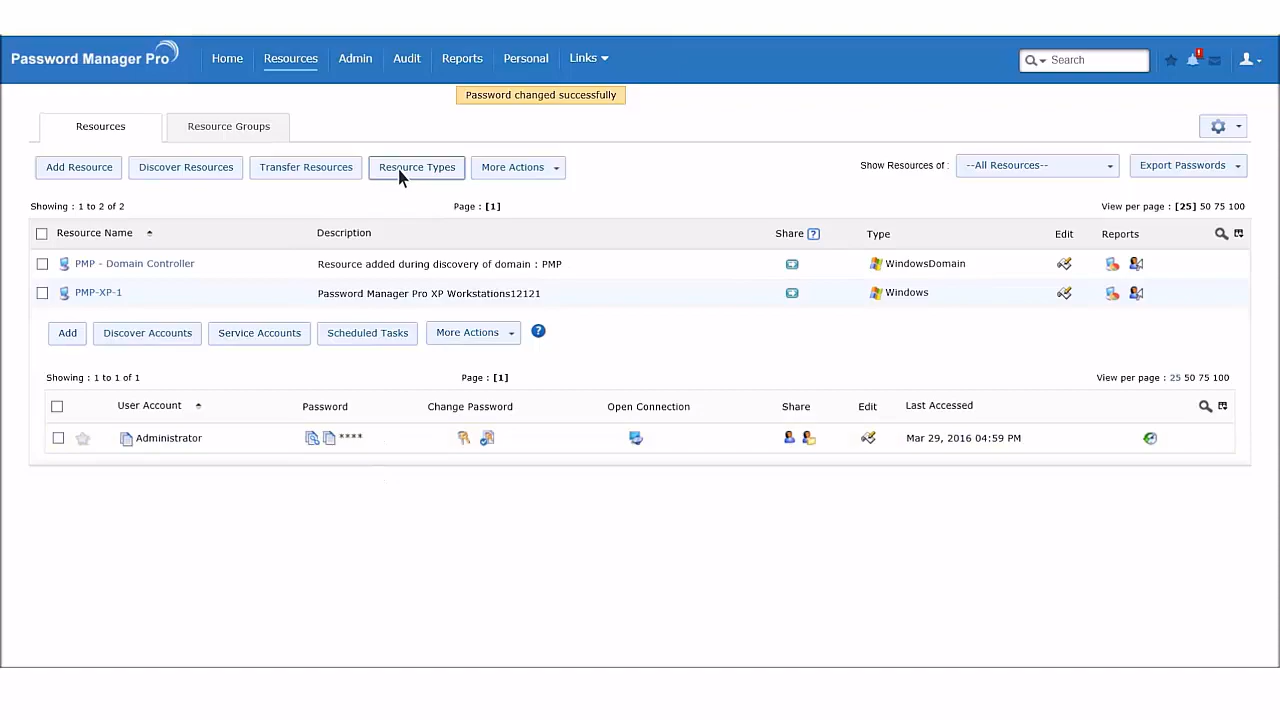 Password Manager Pro Home Resources Admin Audit Reports Personal Links Search
Password changed successfully
Resources Resource Groups
Add Resource Discover Resources Transfer Resources Resource Types More Actions Show Resources of : --All Resources-- Export Passwords
Showing : 1 to 2 of 2 Page : [1] View per page : [25] 50 75 100
Resource Name Description Share [?] Type Edit Reports
PMP - Domain Controller Resource added during discovery of domain : PMP WindowsDomain
PMP-XP-1 Password Manager Pro XP Workstations12121 Windows
Add Discover Accounts Service Accounts Scheduled Tasks More Actions ?
Showing : 1 to 1 of 1 Page : [1] View per page : 25 50 75 100
User Account Password Change Password Open Connection Share Edit Last Accessed
Administrator **** Mar 29, 2016 04:59 PM